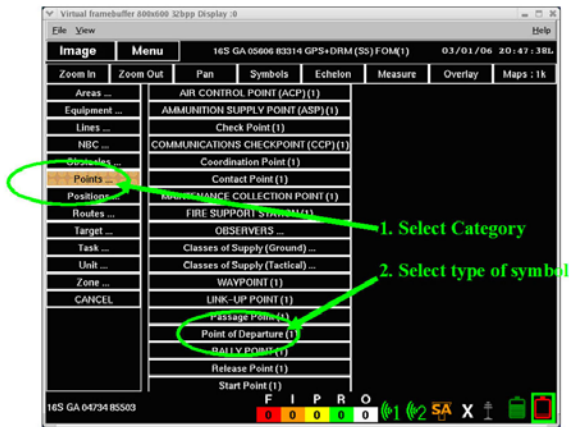 Virtual framebuffer 800x600 32bpp Display :0
File View Help
Image Menu 16S GA 05606 83314 GPS+DRM (S5) FOM(1) 03/01/06 20:47:38L
Zoom In Zoom Out Pan Symbols Echelon Measure Overlay Maps : 1k
Areas ... AIR CONTROL POINT (ACP) (1)
Equipment ... AMMUNITION SUPPLY POINT (ASP) (1)
Lines ... Check Point (1)
NBC ... COMMUNICATIONS CHECKPOINT (CCP) (1)
Obstacles ... Coordination Point (1)
Points ... Contact Point (1)
Positions... MAINTENANCE COLLECTION POINT (1)
Routes ... FIRE SUPPORT STATION (1)
Target ... OBSERVERS ... 1. Select Category
Task ... Classes of Supply (Ground) ...
Unit ... Classes of Supply (Tactical) ... 2. Select type of symbol
Zone ... WAYPOINT (1)
CANCEL LINK-UP POINT (1)
Passage Point (1)
Point of Departure (1)
RALLY POINT (1)
Release Point (1)
Start Point (1)
F I P R O
16S GA 04734 85503 0 0 0 0 0 1 2 SA X